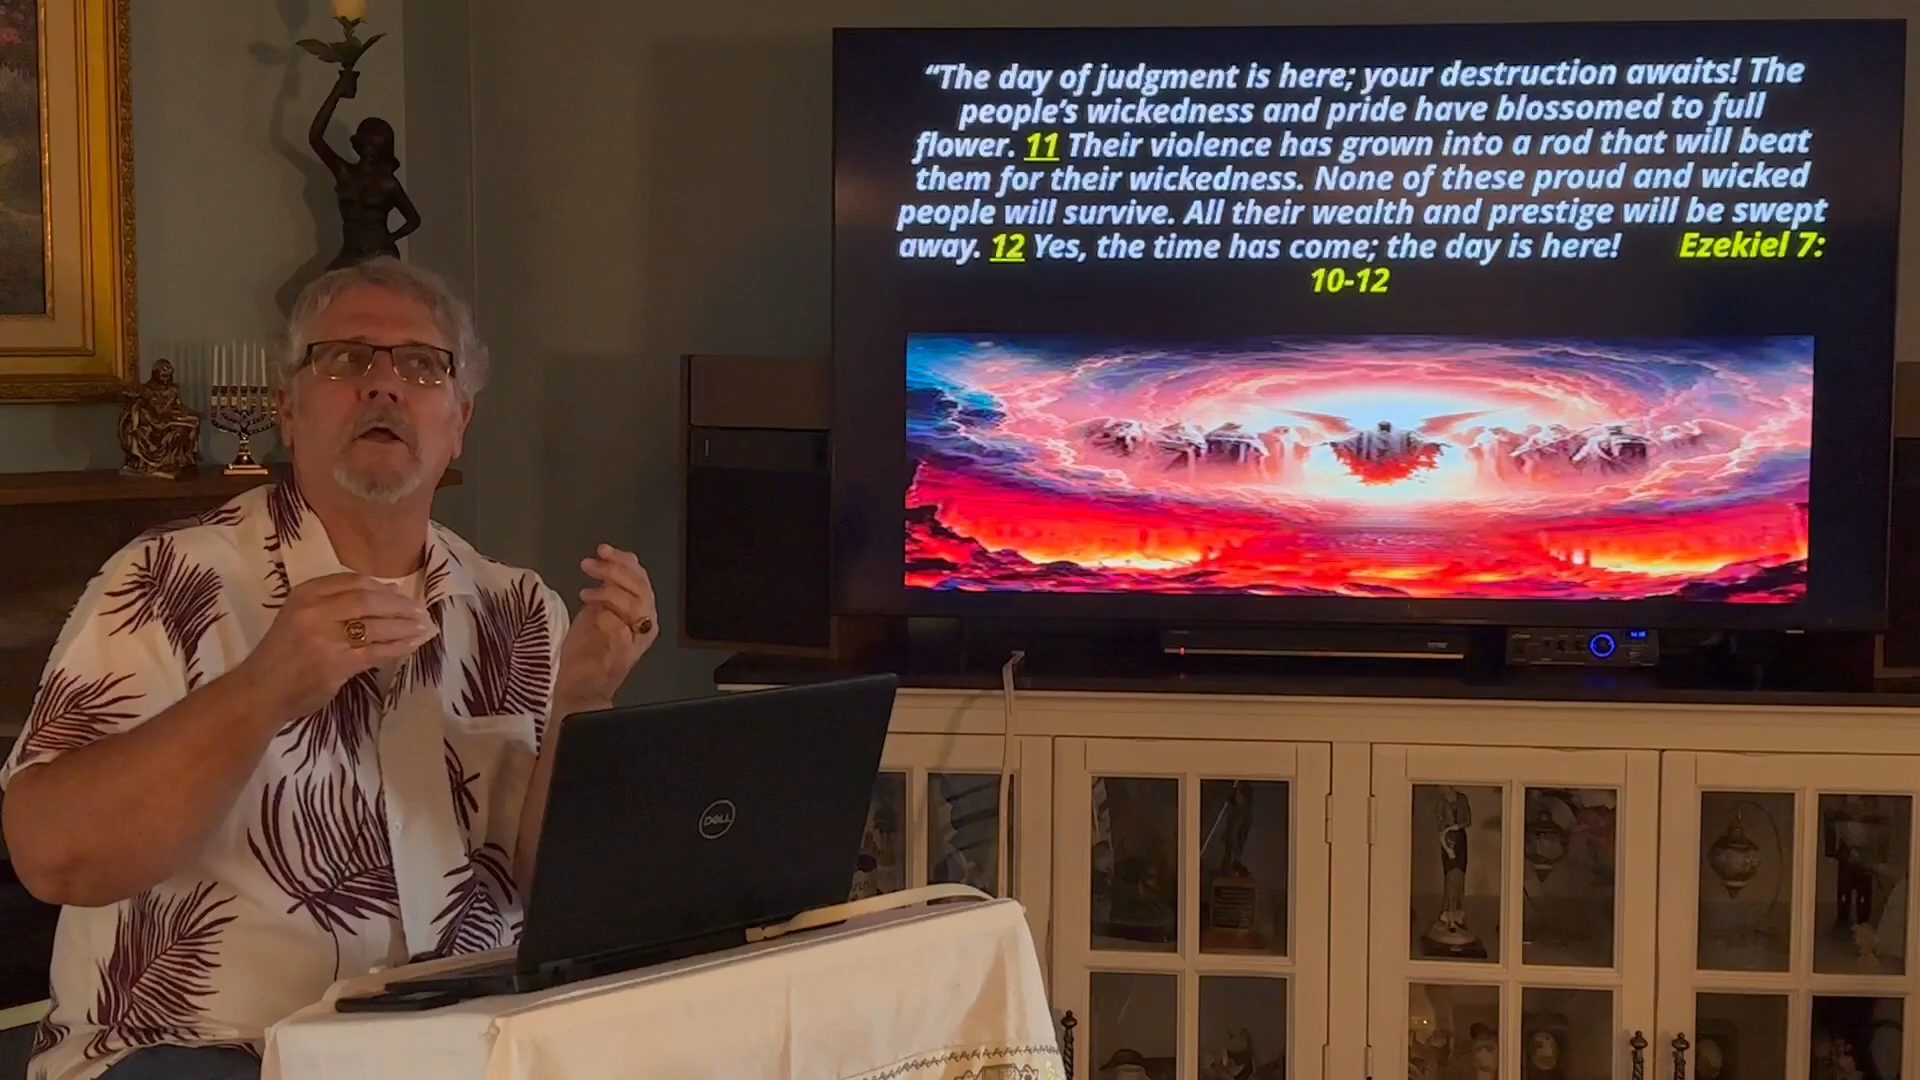 “The day of judgment is here; your destruction awaits! The
people’s wickedness and pride have blossomed to full
flower. 11 Their violence has grown into a rod that will beat
them for their wickedness. None of these proud and wicked
people will survive. All their wealth and prestige will be swept
away. 12 Yes, the time has come; the day is here! Ezekiel 7:
10-12
DELL